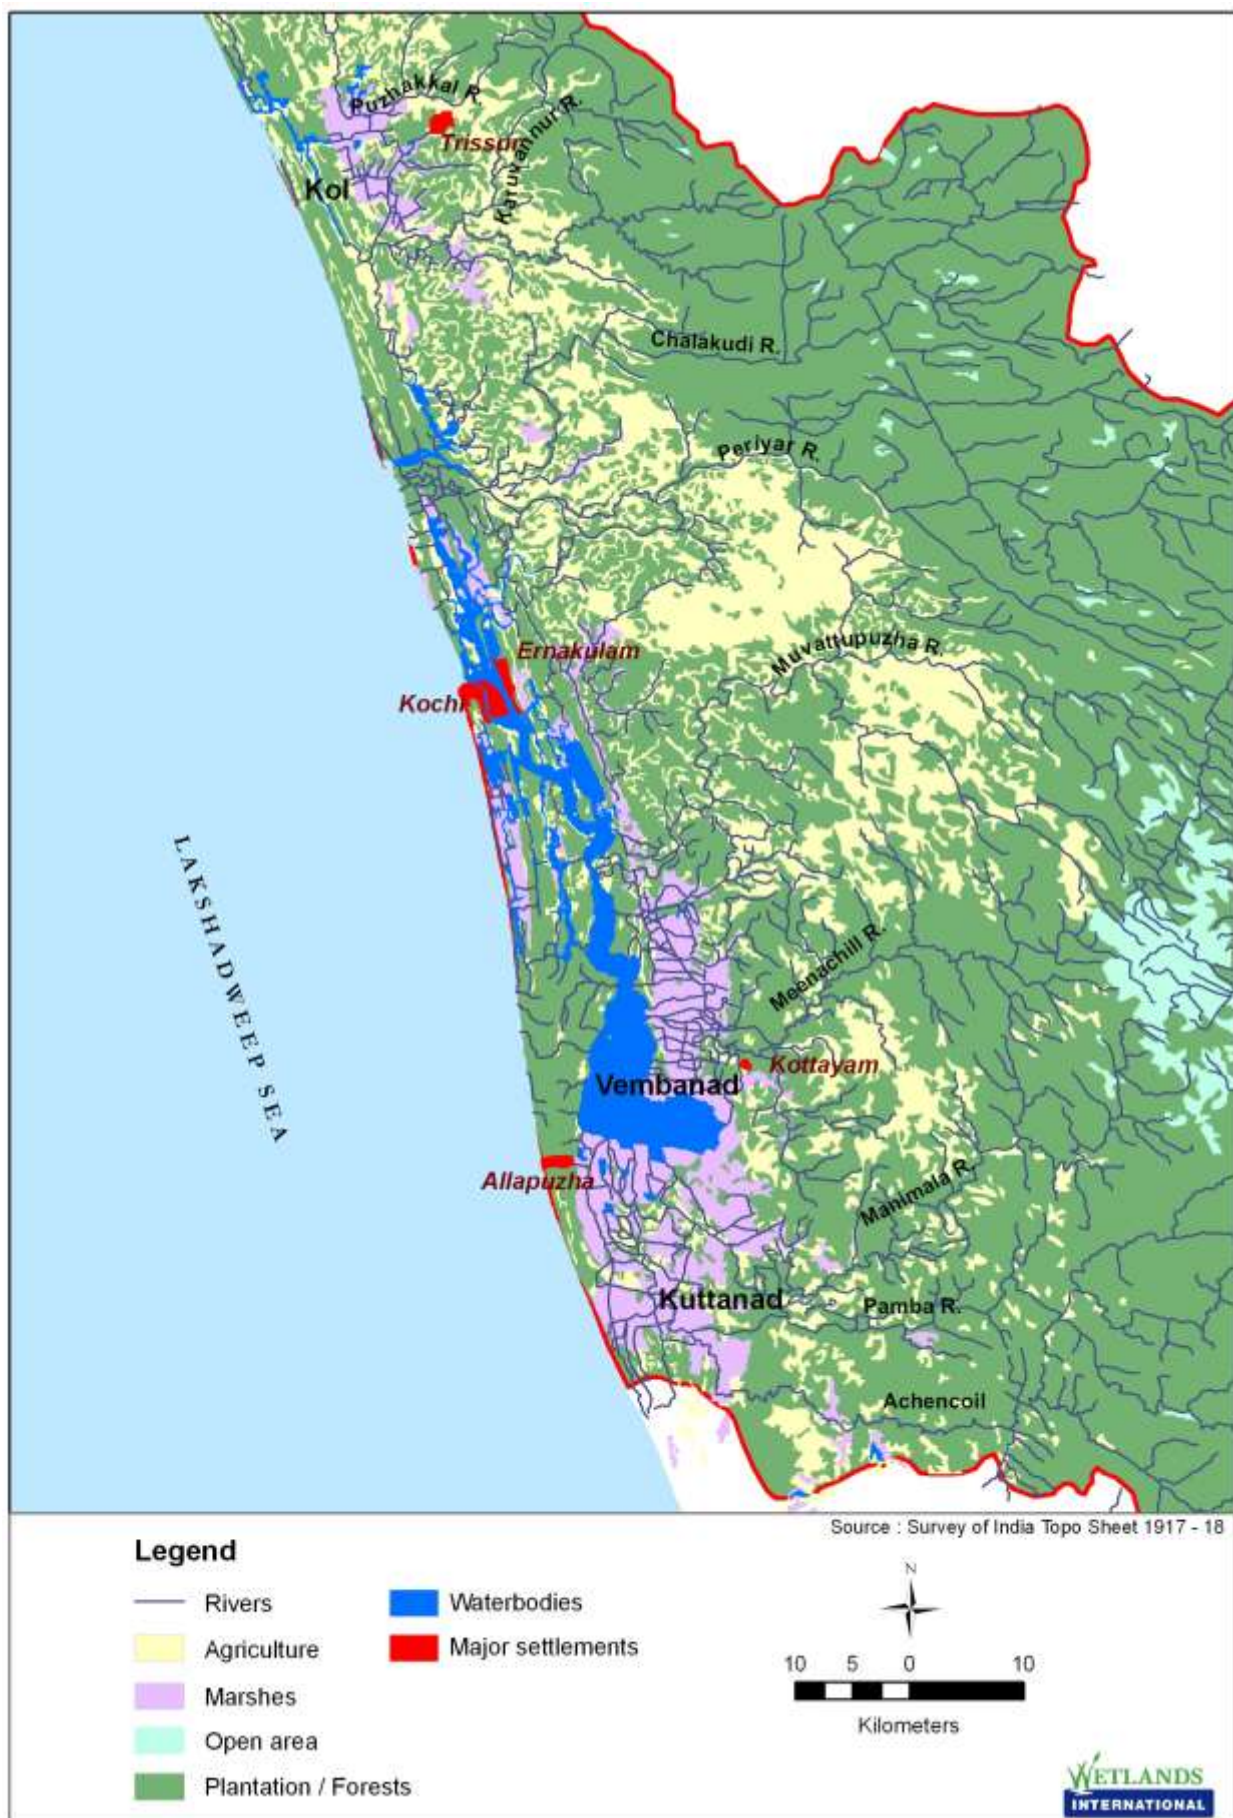 Puzhakkal R.
Trissur
Karuvannur R.
Kol
Chalakudi R.
Periyar R.
Muvattupuzha R.
Ernakulam
Kochi
LAKSHADWEEP SEA
Meenachill R.
Kottayam
Vembanad
Allapuzha
Manimala R.
Kuttanad
Pamba R.
Achencoil
Source : Survey of India Topo Sheet 1917 - 18
Legend
Rivers
Waterbodies
Agriculture
Major settlements
Marshes
Open area
Plantation / Forests
N
10 5 0 10
Kilometers
WETLANDS
INTERNATIONAL